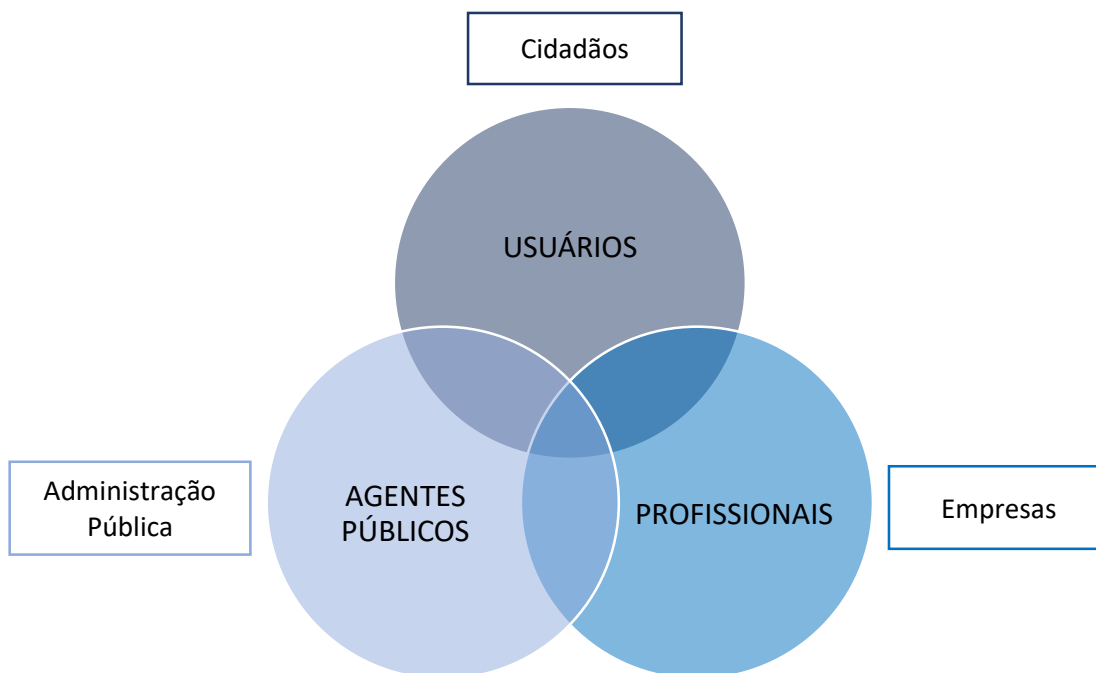 Cidadãos
USUÁRIOS
Administração
Pública
AGENTES
PÚBLICOS
PROFISSIONAIS
Empresas